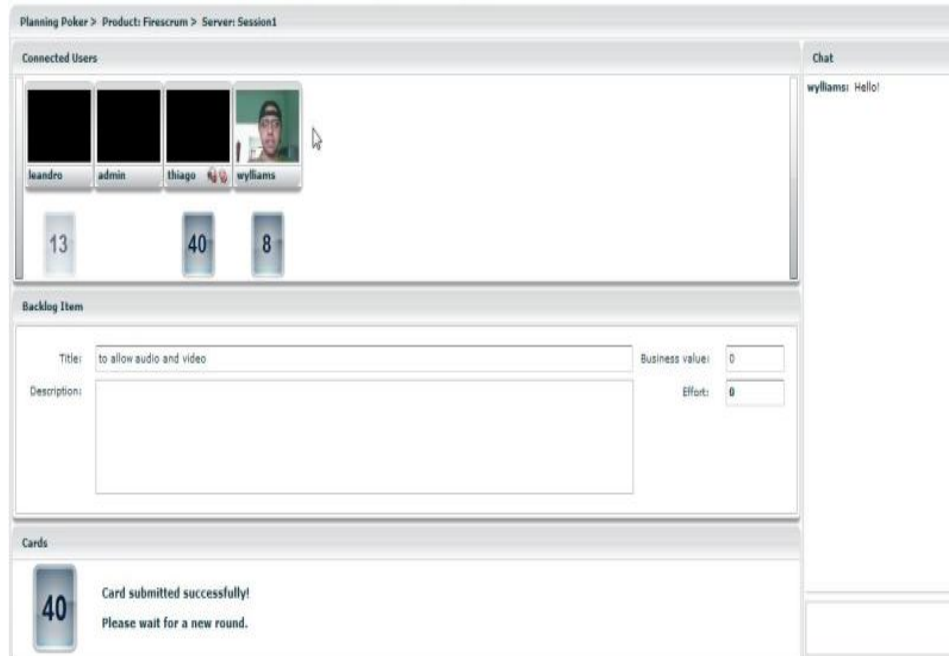 Planning Poker > Product: Firescrum > Server: Session1
Connected Users
leandro admin thiago wylliams
13 40 8
Backlog Item
Title: to allow audio and video Business value: 0
Description: Effort: 0
Cards
40
Card submitted successfully!
Please wait for a new round.
Chat
wylliams: Hello!